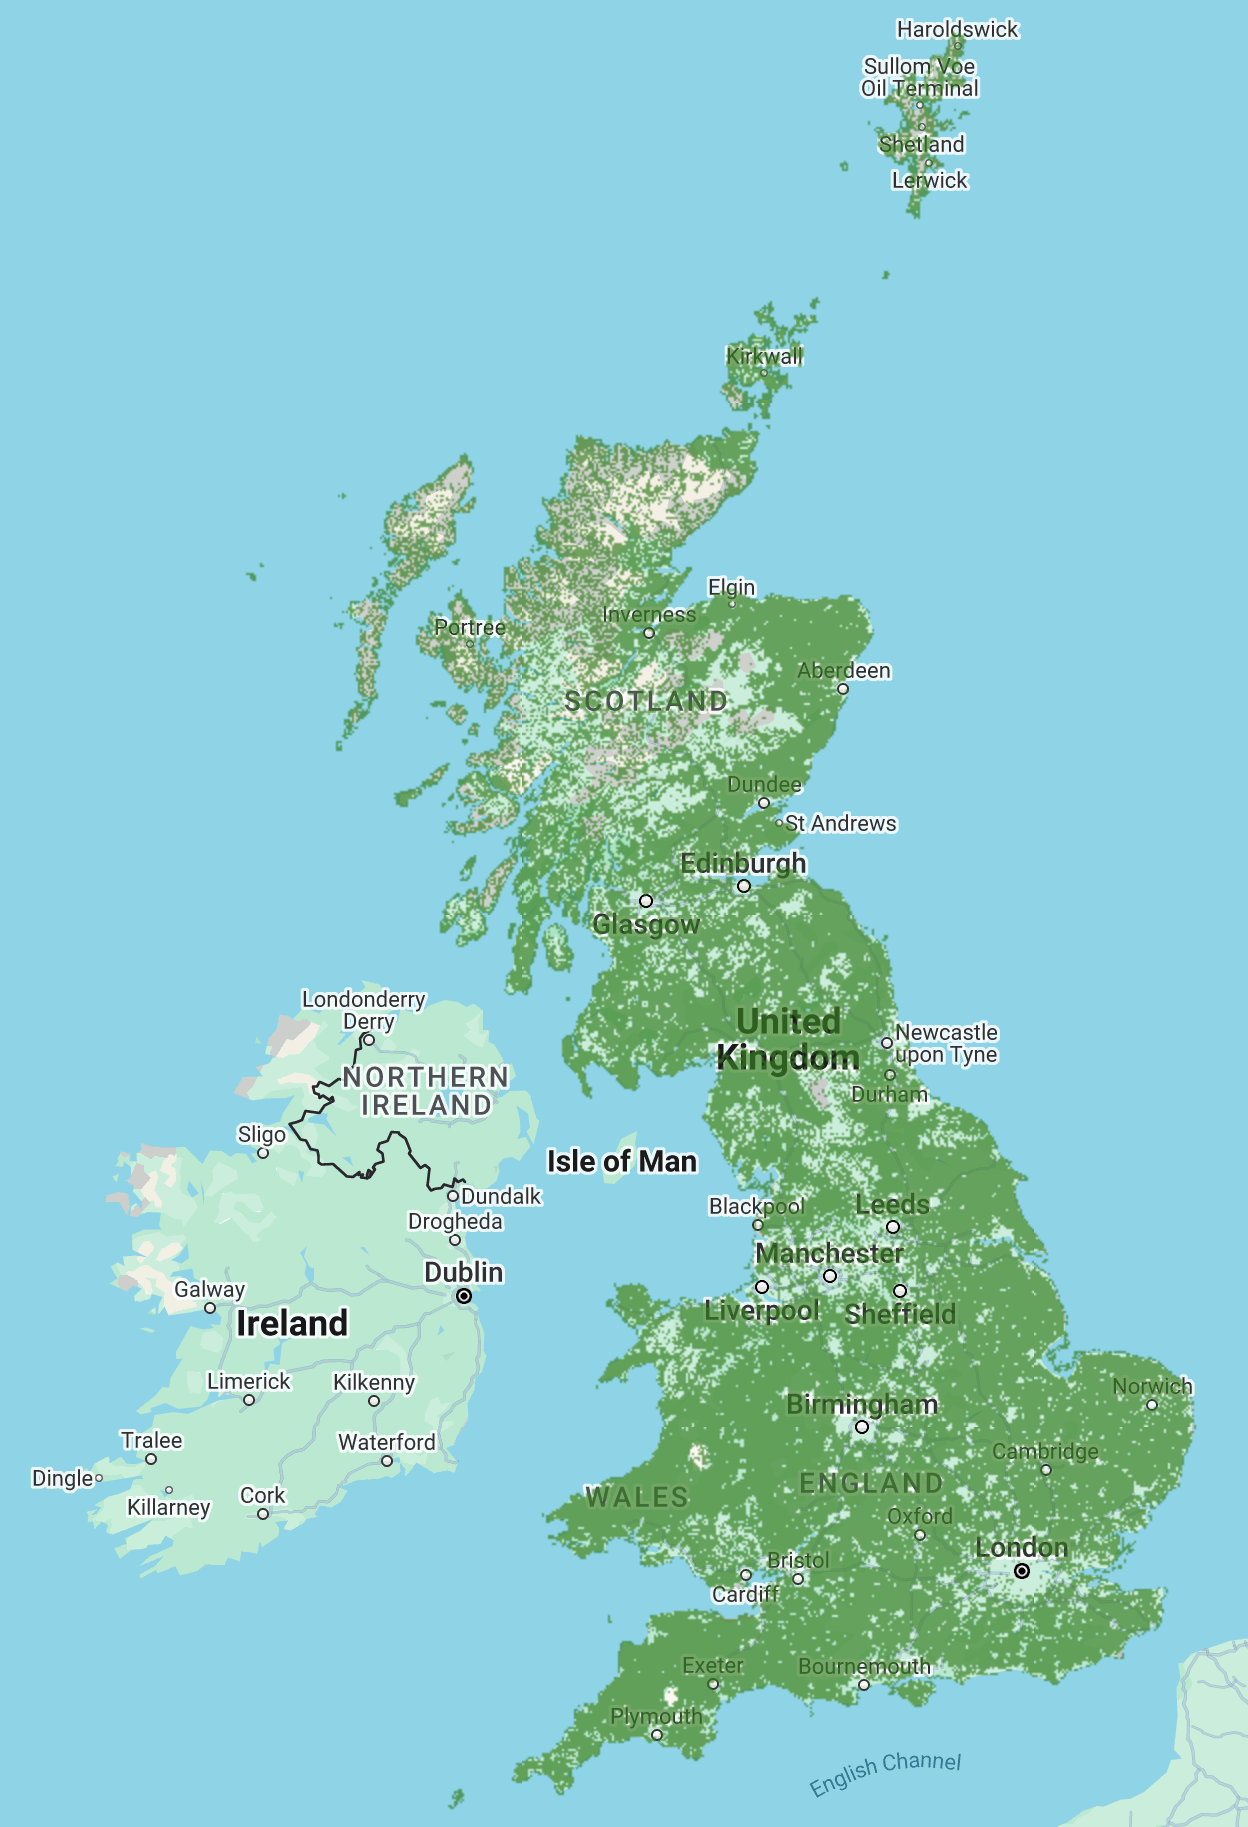 Haroldswick
Sullom Voe
Oil Terminal
Shetland
Lerwick
Kirkwall
Elgin
Inverness
Portree
Aberdeen
SCOTLAND
Dundee
St Andrews
Edinburgh
Glasgow
Londonderry
Derry
United
Kingdom
Newcastle
upon Tyne
NORTHERN
IRELAND
Durham
Sligo
Isle of Man
Dundalk
Blackpool
Leeds
Drogheda
Manchester
Dublin
Galway
Liverpool
Sheffield
Ireland
Limerick
Kilkenny
Norwich
Birmingham
Tralee
Waterford
Cambridge
Dingle
Killarney
Cork
WALES
ENGLAND
Oxford
London
Bristol
Cardiff
Exeter
Bournemouth
Plymouth
English Channel